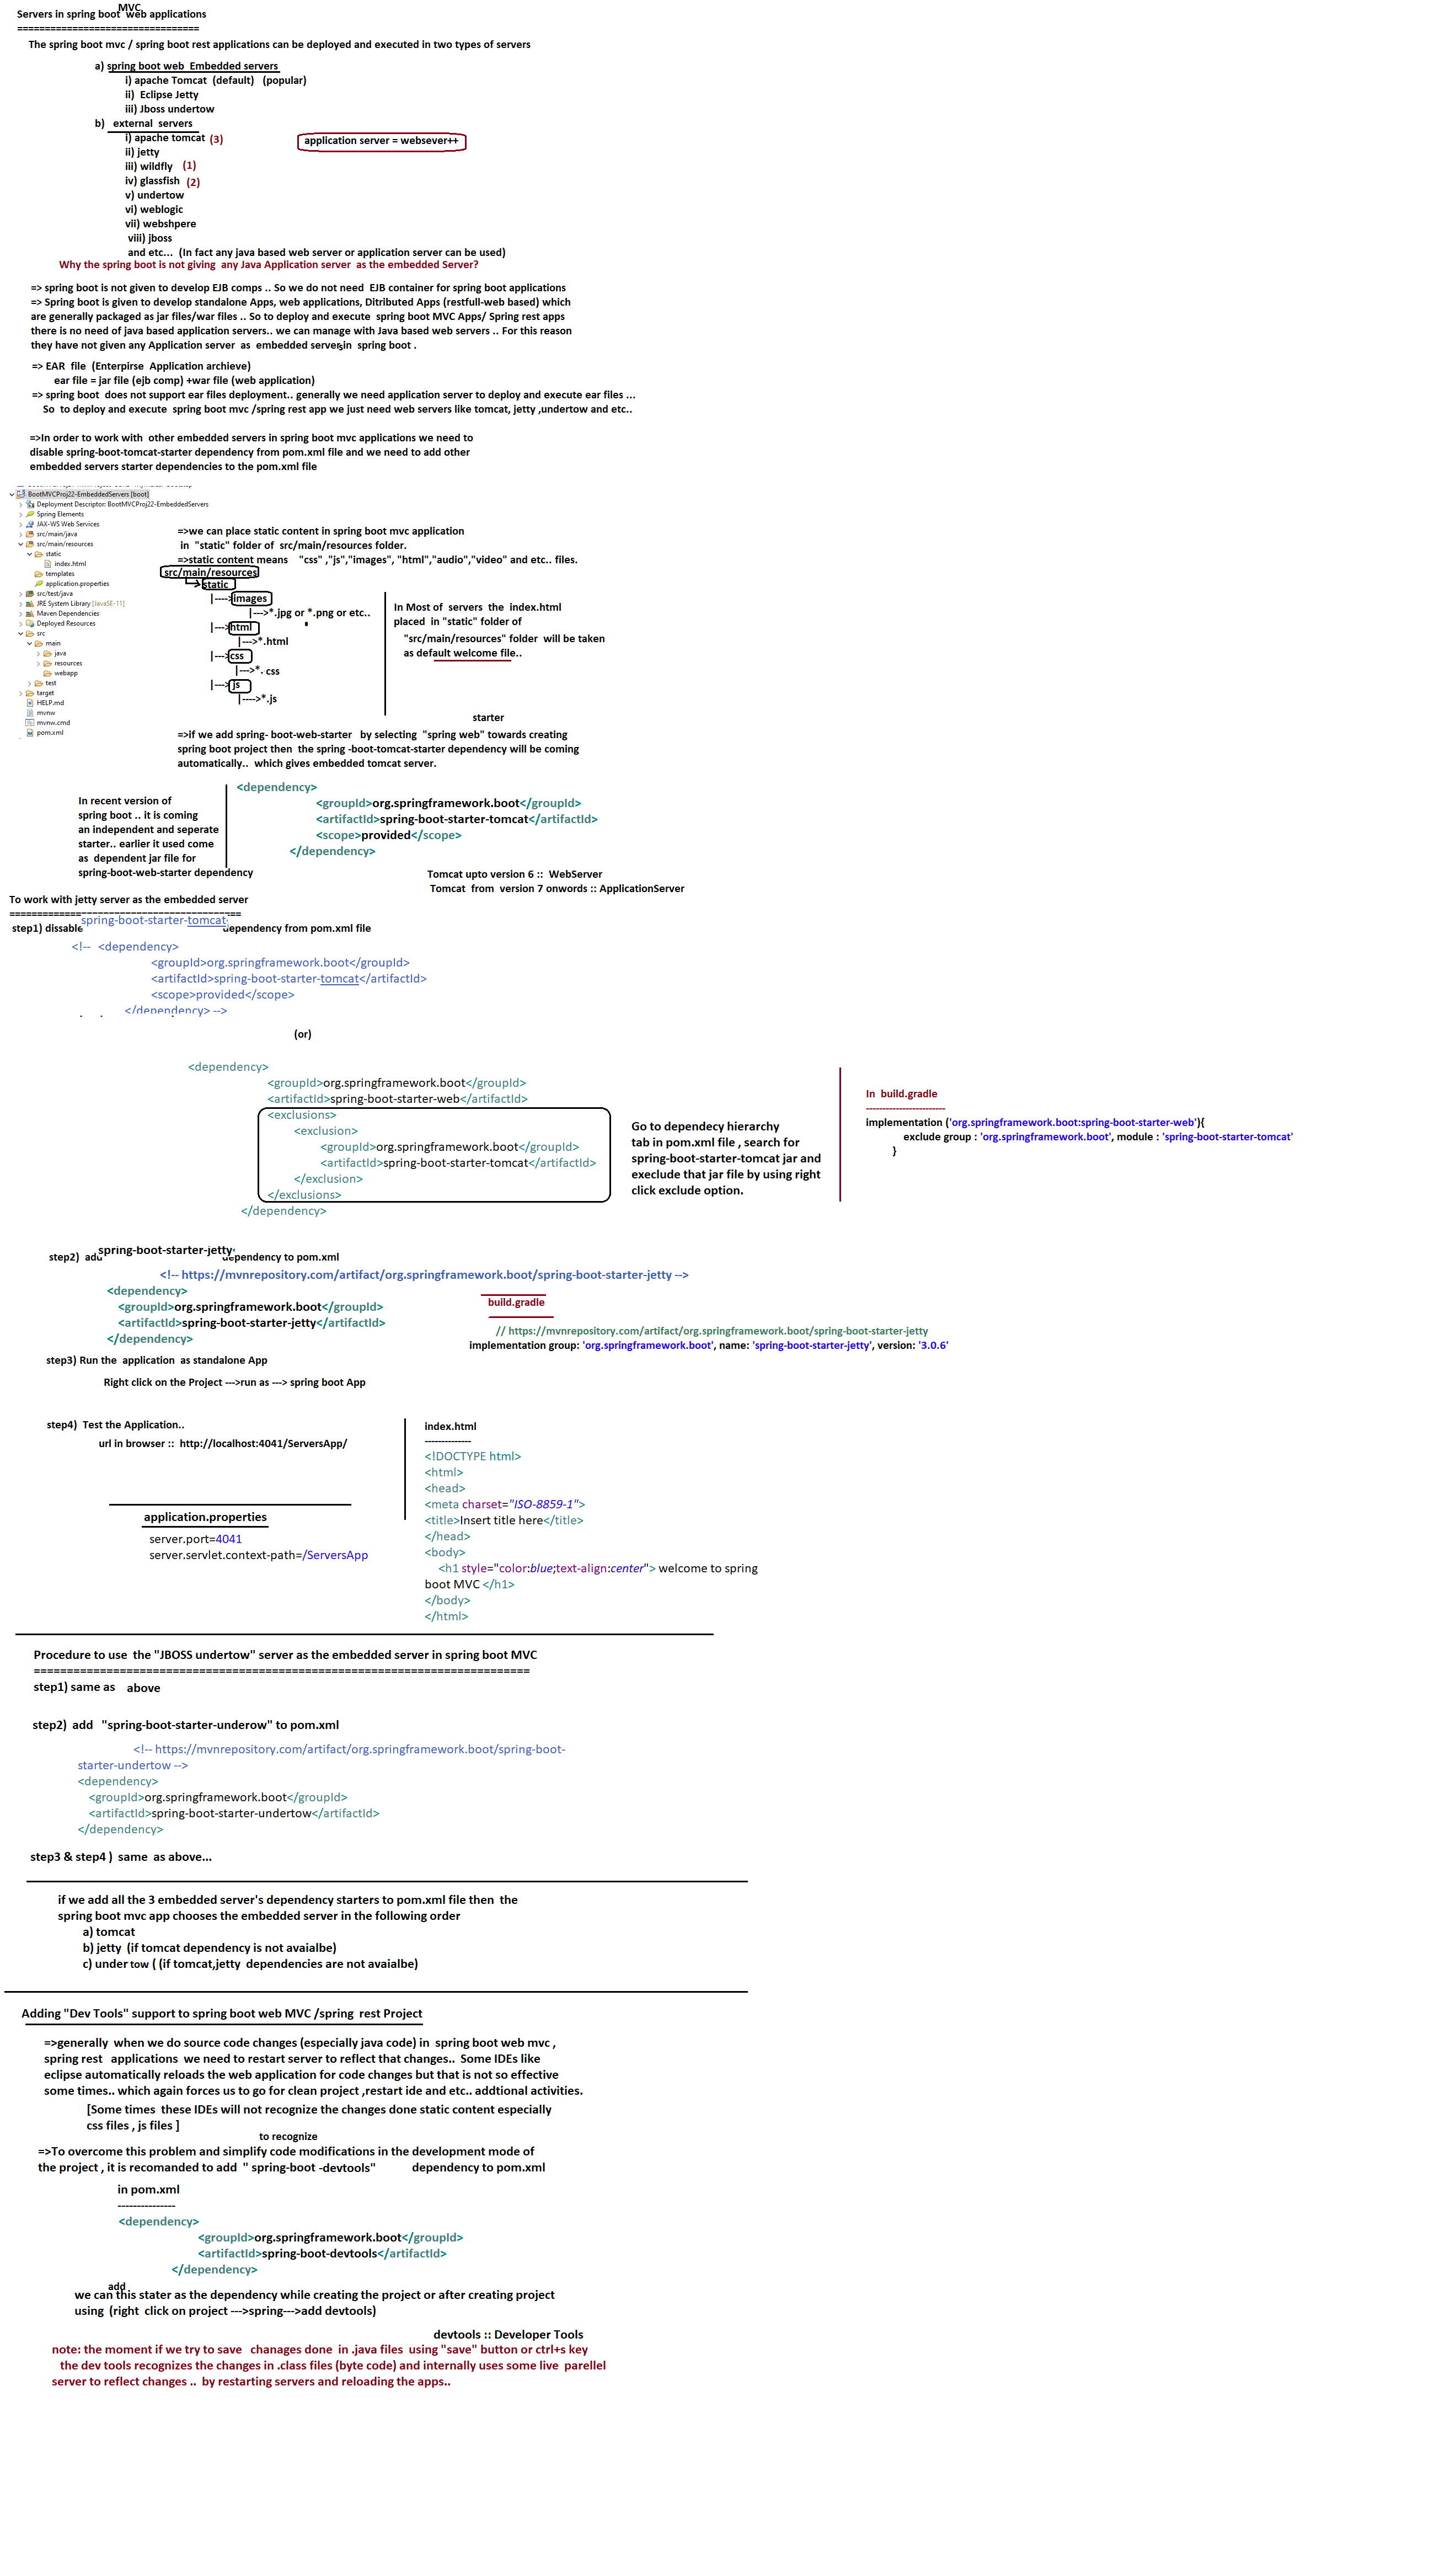 MVC
Servers in spring boot web applications
=================================
The spring boot mvc / spring boot rest applications can be deployed and executed in two types of servers
a) spring boot web Embedded servers
i) apache Tomcat (default) (popular)
ii) Eclipse Jetty
iii) Jboss undertow
b) external servers
i) apache tomcat (3)
application server = websever++
ii) jetty
iii) wildfly (1)
iv) glassfish (2)
v) undertow
vi) weblogic
vii) webshpere
viii) jboss
and etc... (In fact any java based web server or application server can be used)
Why the spring boot is not giving any Java Application server as the embedded Server?
=> spring boot is not given to develop EJB comps .. So we do not need EJB container for spring boot applications
=> Spring boot is given to develop standalone Apps, web applications, Ditributed Apps (restfull-web based) which
are generally packaged as jar files/war files .. So to deploy and execute spring boot MVC Apps/ Spring rest apps
there is no need of java based application servers.. we can manage with Java based web servers .. For this reason
they have not given any Application server as embedded servers in spring boot .
=> EAR file (Enterpirse Application archieve)
ear file = jar file (ejb comp) +war file (web application)
=> spring boot does not support ear files deployment.. generally we need application server to deploy and execute ear files ...
So to deploy and execute spring boot mvc /spring rest app we just need web servers like tomcat, jetty ,undertow and etc..
=>In order to work with other embedded servers in spring boot mvc applications we need to
disable spring-boot-tomcat-starter dependency from pom.xml file and we need to add other
embedded servers starter dependencies to the pom.xml file
BootMVCProj22-EmbeddedServers [boot]
Deployment Descriptor: BootMVCProj22-EmbeddedServers
Spring Elements
JAX-WS Web Services
src/main/java
src/main/resources
static
index.html
templates
application.properties
src/test/java
JRE System Library [JavaSE-11]
Maven Dependencies
Deployed Resources
src
main
java
resources
webapp
test
target
HELP.md
mvnw
mvnw.cmd
pom.xml
=>we can place static content in spring boot mvc application
in "static" folder of src/main/resources folder.
=>static content means "css" ,"js","images", "html","audio","video" and etc.. files.
src/main/resources
static
|---->images
|--->*.jpg or *.png or etc..
|--->html
|--->*.html
|--->css
|--->*. css
|--->js
|---->*.js
In Most of servers the index.html
placed in "static" folder of
"src/main/resources" folder will be taken
as default welcome file..
starter
=>if we add spring- boot-web-starter by selecting "spring web" towards creating
spring boot project then the spring -boot-tomcat-starter dependency will be coming
automatically.. which gives embedded tomcat server.
In recent version of
spring boot .. it is coming
an independent and seperate
starter.. earlier it used come
as dependent jar file for
spring-boot-web-starter dependency
<dependency>
<groupId>org.springframework.boot</groupId>
<artifactId>spring-boot-starter-tomcat</artifactId>
<scope>provided</scope>
</dependency>
Tomcat upto version 6 :: WebServer
Tomcat from version 7 onwords :: ApplicationServer
To work with jetty server as the embedded server
==========================================
step1) dissable spring-boot-starter-tomcat dependency from pom.xml file
<!-- <dependency>
<groupId>org.springframework.boot</groupId>
<artifactId>spring-boot-starter-tomcat</artifactId>
<scope>provided</scope>
</dependency> -->
(or)
<dependency>
<groupId>org.springframework.boot</groupId>
<artifactId>spring-boot-starter-web</artifactId>
<exclusions>
<exclusion>
<groupId>org.springframework.boot</groupId>
<artifactId>spring-boot-starter-tomcat</artifactId>
</exclusion>
</exclusions>
</dependency>
Go to dependecy hierarchy
tab in pom.xml file , search for
spring-boot-starter-tomcat jar and
execlude that jar file by using right
click exclude option.
In build.gradle
------------------------
implementation ('org.springframework.boot:spring-boot-starter-web'){
exclude group : 'org.springframework.boot', module : 'spring-boot-starter-tomcat'
}
step2) add spring-boot-starter-jetty dependency to pom.xml
<!-- https://mvnrepository.com/artifact/org.springframework.boot/spring-boot-starter-jetty -->
<dependency>
<groupId>org.springframework.boot</groupId>
<artifactId>spring-boot-starter-jetty</artifactId>
</dependency>
build.gradle
// https://mvnrepository.com/artifact/org.springframework.boot/spring-boot-starter-jetty
implementation group: 'org.springframework.boot', name: 'spring-boot-starter-jetty', version: '3.0.6'
step3) Run the application as standalone App
Right click on the Project --->run as ---> spring boot App
step4) Test the Application..
url in browser :: http://localhost:4041/ServersApp/
application.properties
server.port=4041
server.servlet.context-path=/ServersApp
index.html
--------------
<!DOCTYPE html>
<html>
<head>
<meta charset="ISO-8859-1">
<title>Insert title here</title>
</head>
<body>
<h1 style="color:blue;text-align:center"> welcome to spring
boot MVC </h1>
</body>
</html>
Procedure to use the "JBOSS undertow" server as the embedded server in spring boot MVC
===========================================================================
step1) same as above
step2) add "spring-boot-starter-underow" to pom.xml
<!-- https://mvnrepository.com/artifact/org.springframework.boot/spring-boot-
starter-undertow -->
<dependency>
<groupId>org.springframework.boot</groupId>
<artifactId>spring-boot-starter-undertow</artifactId>
</dependency>
step3 & step4 ) same as above...
if we add all the 3 embedded server's dependency starters to pom.xml file then the
spring boot mvc app chooses the embedded server in the following order
a) tomcat
b) jetty (if tomcat dependency is not avaialbe)
c) under tow ( (if tomcat,jetty dependencies are not avaialbe)
Adding "Dev Tools" support to spring boot web MVC /spring rest Project
=>generally when we do source code changes (especially java code) in spring boot web mvc ,
spring rest applications we need to restart server to reflect that changes.. Some IDEs like
eclipse automatically reloads the web application for code changes but that is not so effective
some times.. which again forces us to go for clean project ,restart ide and etc.. addtional activities.
[Some times these IDEs will not recognize the changes done static content especially
css files , js files ]
to recognize
=>To overcome this problem and simplify code modifications in the development mode of
the project , it is recomanded to add " spring-boot -devtools" dependency to pom.xml
in pom.xml
---------------
<dependency>
<groupId>org.springframework.boot</groupId>
<artifactId>spring-boot-devtools</artifactId>
</dependency>
add
we can this stater as the dependency while creating the project or after creating project
using (right click on project --->spring--->add devtools)
devtools :: Developer Tools
note: the moment if we try to save chanages done in .java files using "save" button or ctrl+s key
the dev tools recognizes the changes in .class files (byte code) and internally uses some live parellel
server to reflect changes .. by restarting servers and reloading the apps..